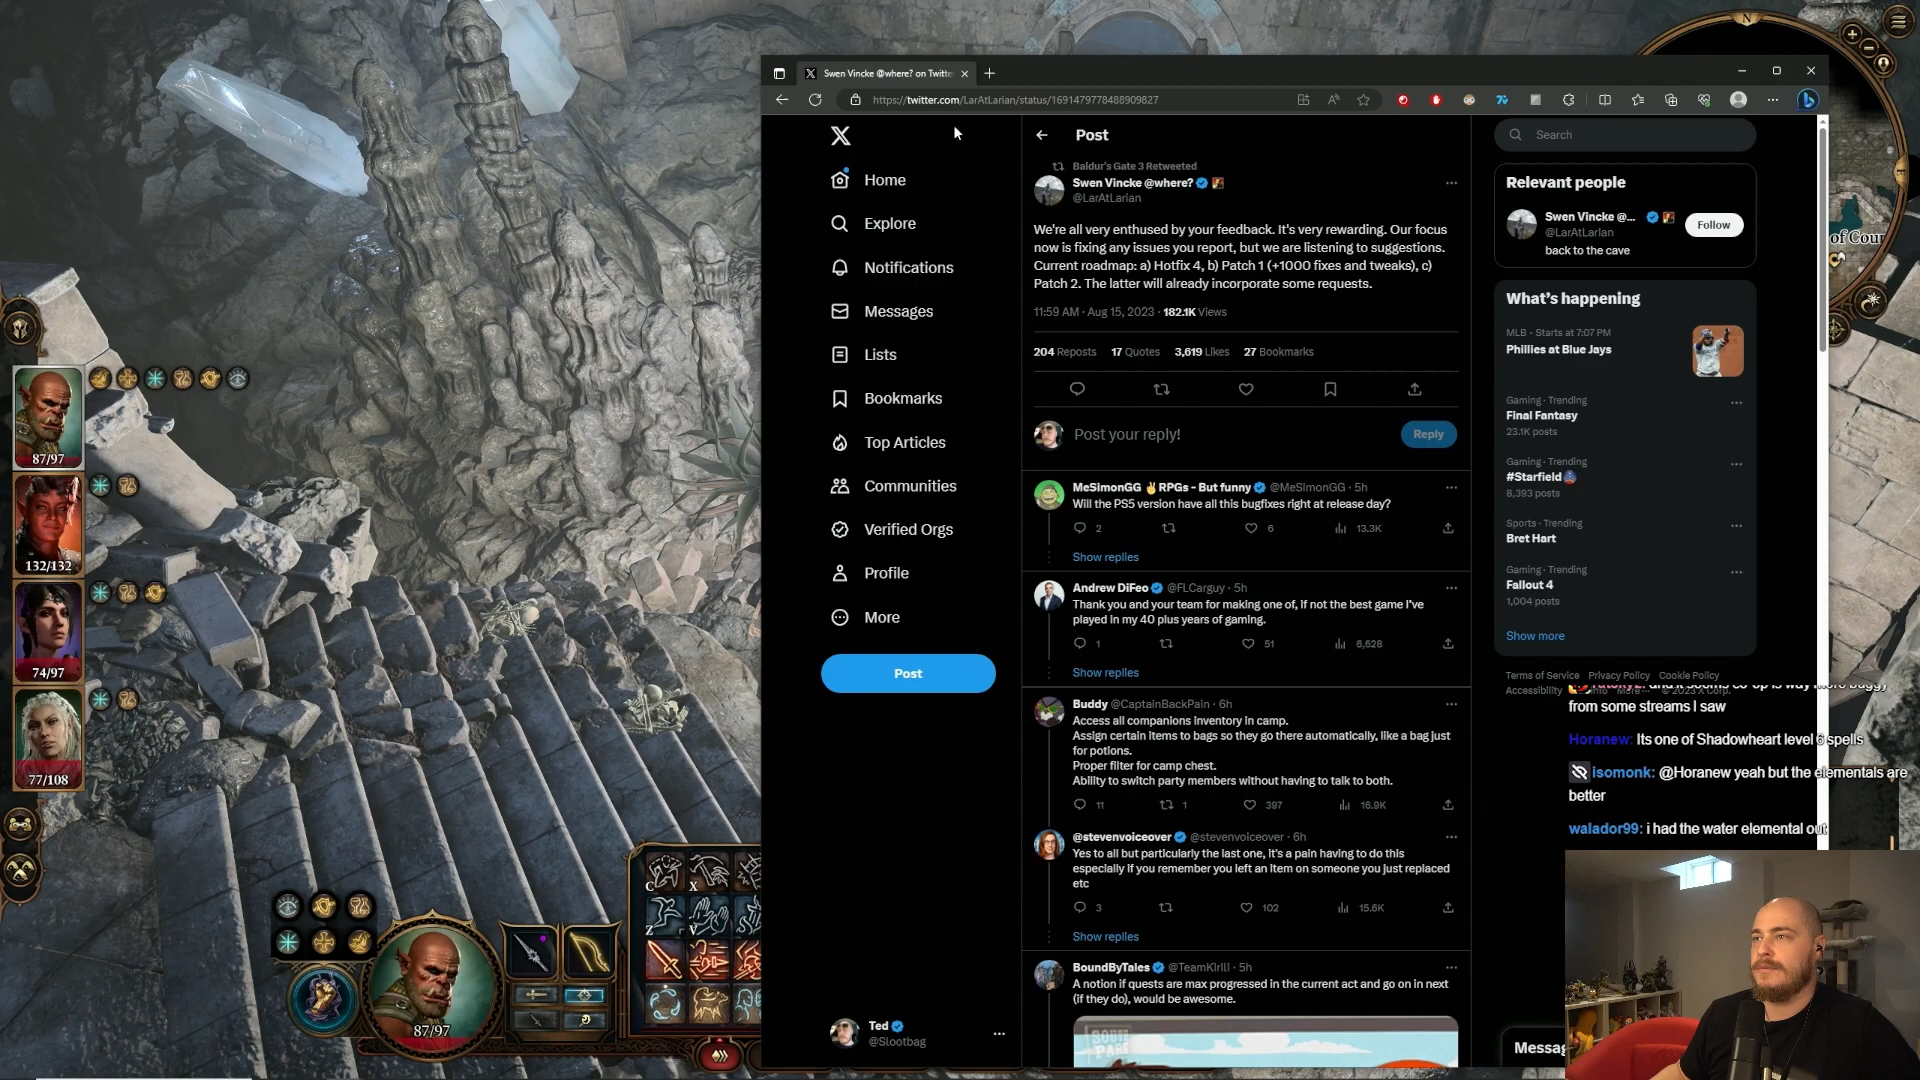 N
Swen Vincke @where? on Twitte
https://twitter.com/LarAtLarian/status/1691479778488909827
Home
Explore
Notifications
Messages
Lists
Bookmarks
Top Articles
Communities
Verified Orgs
Profile
More
Post
Ted
@Slootbag
Post
Baldur's Gate 3 Retweeted
Swen Vincke @where?
@LarAtLarian
We're all very enthused by your feedback. It's very rewarding. Our focus
now is fixing any issues you report, but we are listening to suggestions.
Current roadmap: a) Hotfix 4, b) Patch 1 (+1000 fixes and tweaks), c)
Patch 2. The latter will already incorporate some requests.
11:59 AM · Aug 15, 2023 · 182.1K Views
204 Reposts 17 Quotes 3,619 Likes 27 Bookmarks
Post your reply!
Reply
MeSimonGG ✌RPGs - But funny @MeSimonGG · 5h
Will the PS5 version have all this bugfixes right at release day?
2 6 13.3K
Show replies
Andrew DiFeo @FLCarguy · 5h
Thank you and your team for making one of, if not the best game I've
played in my 40 plus years of gaming.
1 51 6,628
Show replies
Buddy @CaptainBackPain · 6h
Access all companions inventory in camp.
Assign certain items to bags so they go there automatically, like a bag just
for potions.
Proper filter for camp chest.
Ability to switch party members without having to talk to both.
11 1 397 16.9K
@stevenvoiceover @stevenvoiceover · 6h
Yes to all but particularly the last one, it's a pain having to do this
especially if you remember you left an item on someone you just replaced
etc
3 102 15.6K
Show replies
BoundByTales @TeamKIrIII · 5h
A notion if quests are max progressed in the current act and go on in next
(if they do), would be awesome.
SOUTH
PARK
Search
Relevant people
Swen Vincke @...
@LarAtLarian
back to the cave
Follow
What's happening
MLB · Starts at 7:07 PM
Phillies at Blue Jays
Gaming · Trending
Final Fantasy
23.1K posts
Gaming · Trending
#Starfield
8,393 posts
Sports · Trending
Bret Hart
Gaming · Trending
Fallout 4
1,004 posts
Show more
Terms of Service Privacy Policy Cookie Policy
Accessibility More ··· © 2023 X Corp.
co-op is way more buggy
from some streams I saw
Horanew: Its one of Shadowheart level 6 spells
isomonk: @Horanew yeah but the elementals are
better
walador99: i had the water elemental out
Messag
of Cour
87/97
132/132
74/97
77/108
87/97
C X
Z V